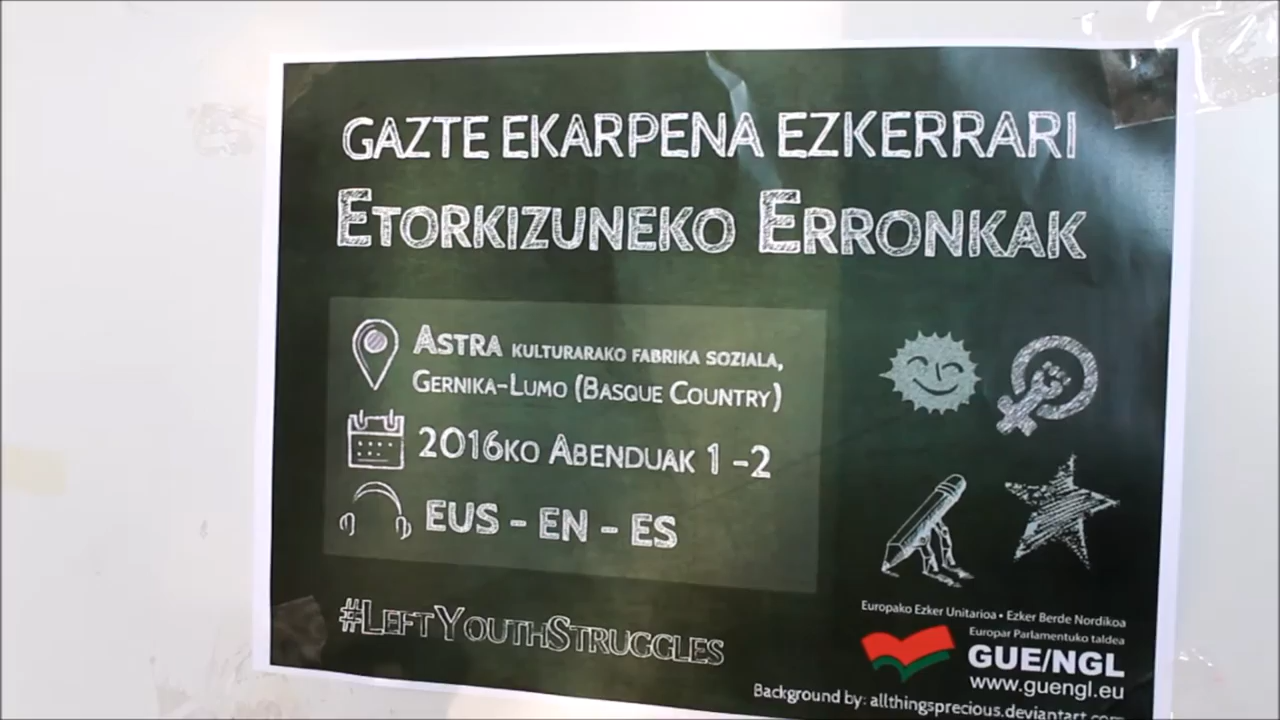 GAZTE EKARPENA EZKERRARI
ETORKIZUNEKO ERRONKAK
ASTRA KULTURARAKO FABRIKA SOZIALA,
GERNIKA-LUMO (BASQUE COUNTRY)
2016KO ABENDUAK 1 -2
EUS - EN - ES
#LEFTYOUTHSTRUGGLES
Europako Ezker Unitarioa • Ezker Berde Nordikoa
Europar Parlamentuko taldea
GUE/NGL
www.guengl.eu
Background by: allthingsprecious.deviantart.com